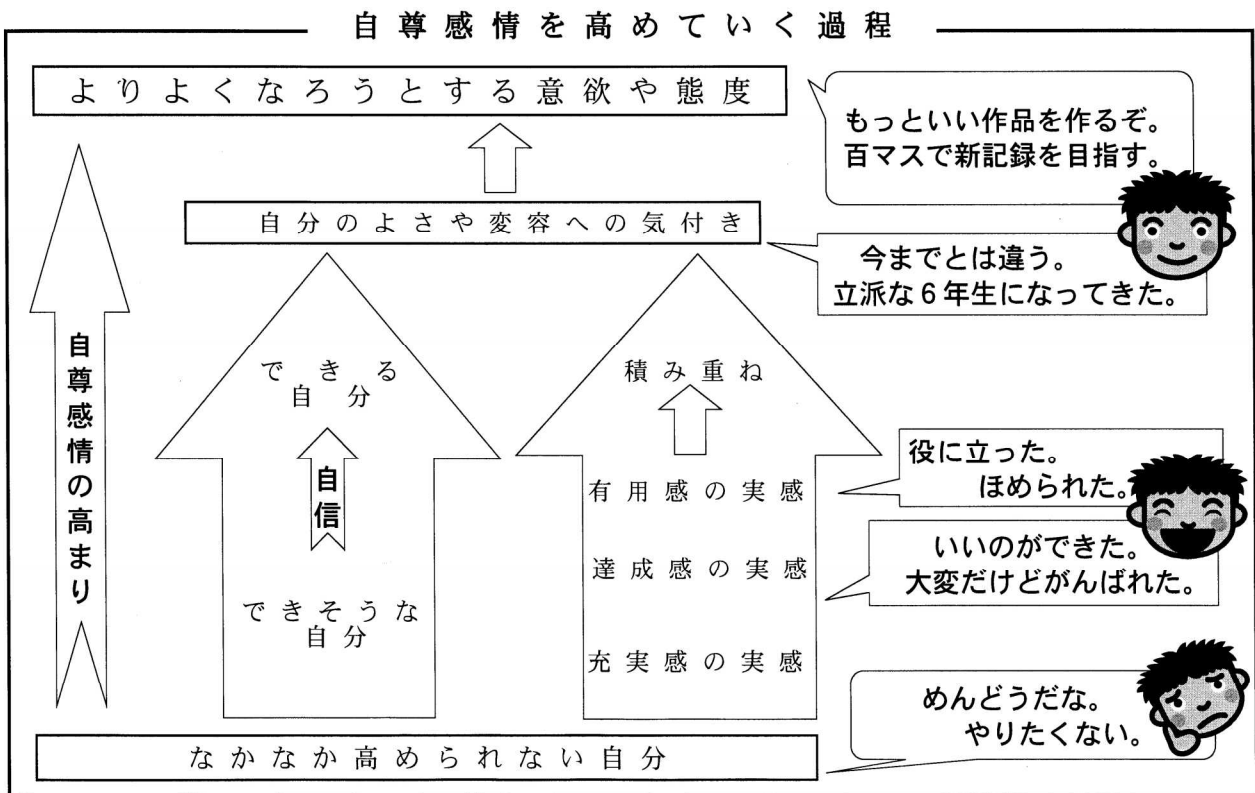 自尊感情を高めていく過程
よりよくなろうとする意欲や態度
もっといい作品を作るぞ。
百マスで新記録を目指す。
自分のよさや変容への気付き
今までとは違う。
立派な６年生になってきた。
自尊感情の高まり
できる
自分
自信
できそうな
自分
積み重ね
有用感の実感
達成感の実感
充実感の実感
役に立った。
ほめられた。
いいのができた。
大変だけどがんばれた。
めんどうだな。
やりたくない。
なかなか高められない自分